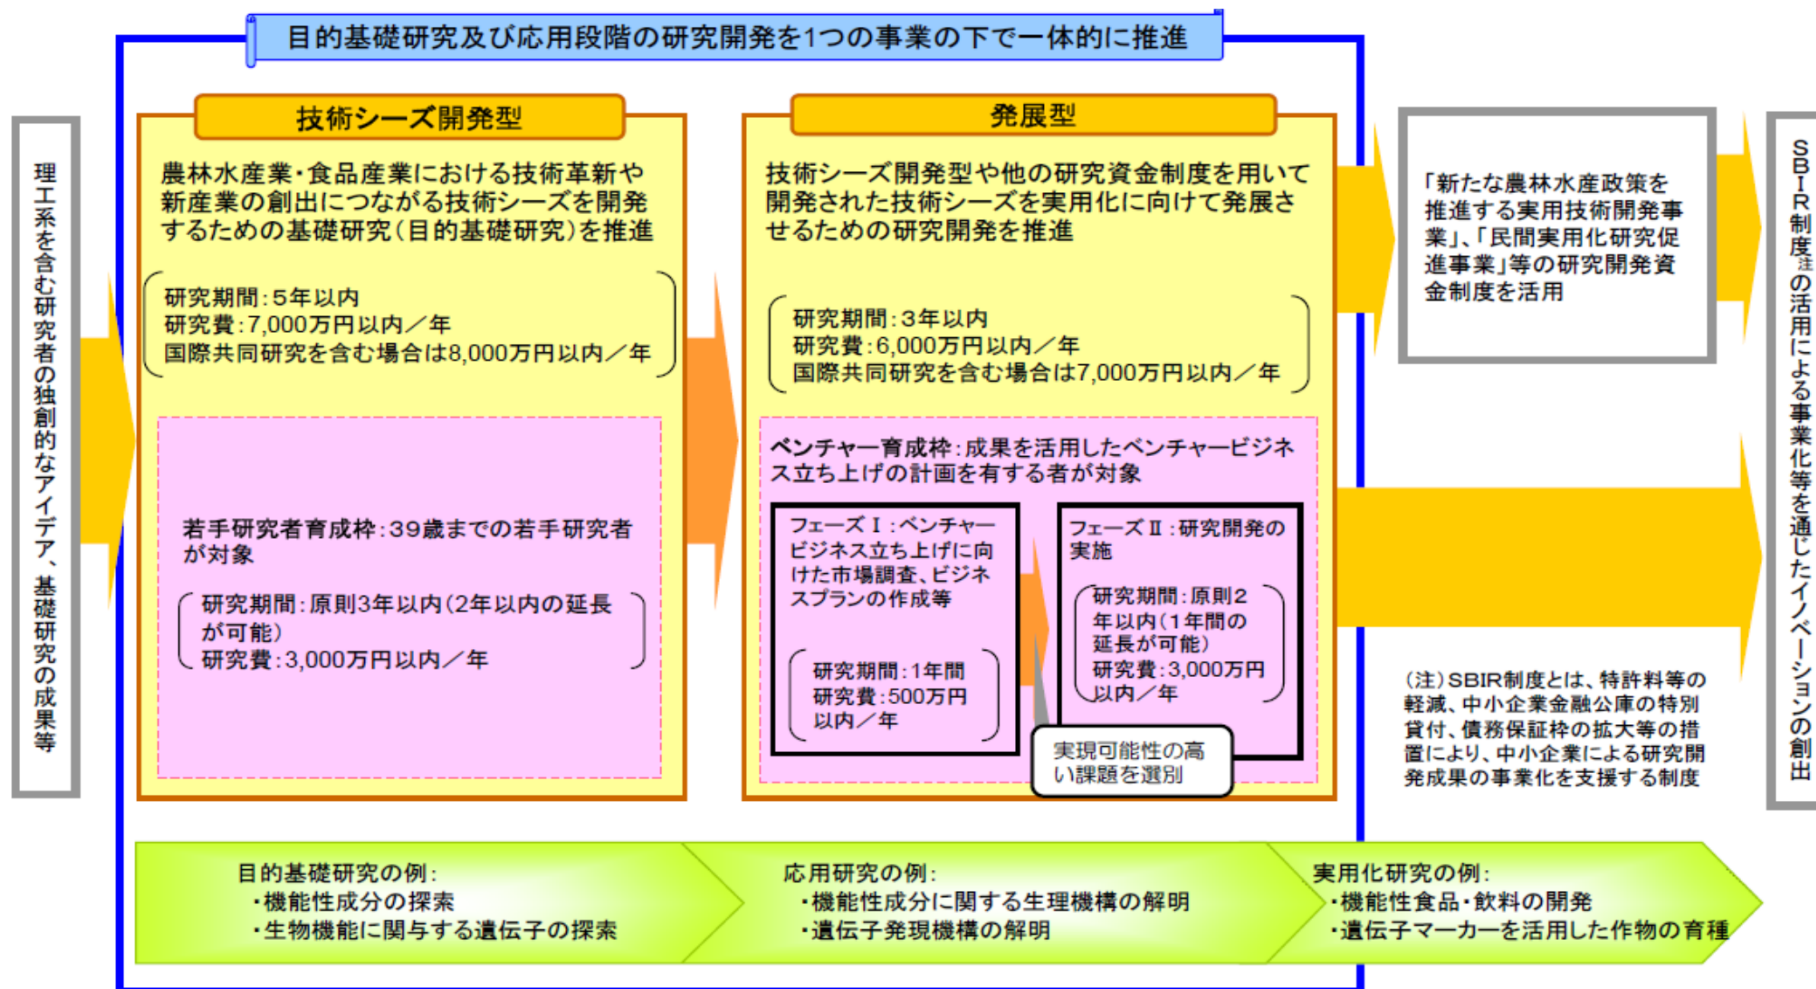 目的基礎研究及び応用段階の研究開発を1つの事業の下で一体的に推進
理工系を含む研究者の独創的なアイデア、基礎研究の成果等
技術シーズ開発型
農林水産業・食品産業における技術革新や
新産業の創出につながる技術シーズを開発
するための基礎研究(目的基礎研究)を推進
研究期間:5年以内
研究費:7,000万円以内/年
国際共同研究を含む場合は8,000万円以内/年
若手研究者育成枠:39歳までの若手研究者
が対象
研究期間:原則3年以内(2年以内の延長
が可能)
研究費:3,000万円以内/年
発展型
技術シーズ開発型や他の研究資金制度を用いて
開発された技術シーズを実用化に向けて発展さ
せるための研究開発を推進
研究期間:3年以内
研究費:6,000万円以内/年
国際共同研究を含む場合は7,000万円以内/年
ベンチャー育成枠:成果を活用したベンチャービジネ
ス立ち上げの計画を有する者が対象
フェーズⅠ:ベンチャー
ビジネス立ち上げに向
けた市場調査、ビジネ
スプランの作成等
研究期間:1年間
研究費:500万円
以内/年
フェーズⅡ:研究開発の
実施
研究期間:原則2
年以内(1年間の
延長が可能)
研究費:3,000万円
以内/年
実現可能性の高
い課題を選別
「新たな農林水産政策を
推進する実用技術開発事
業」、「民間実用化研究促
進事業」等の研究開発資
金制度を活用
(注)SBIR制度とは、特許料等の
軽減、中小企業金融公庫の特別
貸付、債務保証枠の拡大等の措
置により、中小企業による研究開
発成果の事業化を支援する制度
SBIR制度注の活用による事業化等を通じたイノベーションの創出
目的基礎研究の例:
・機能性成分の探索
・生物機能に関与する遺伝子の探索
応用研究の例:
・機能性成分に関する生理機構の解明
・遺伝子発現機構の解明
実用化研究の例:
・機能性食品・飲料の開発
・遺伝子マーカーを活用した作物の育種